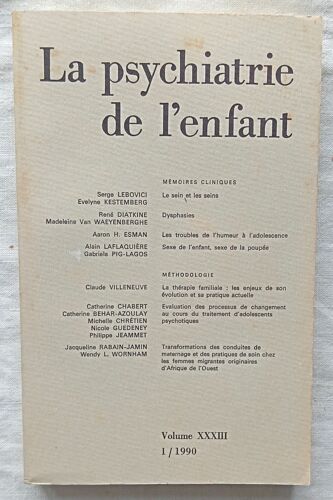 La psychiatrie
de l'enfant
MÉMOIRES CLINIQUES
Serge LEBOVICI Le sein et les seins
Evelyne KESTEMBERG
René DIATKINE Dysphasies
Madeleine Van WAEYENBERGHE
Aaron H. ESMAN Les troubles de l'humeur à l'adolescence
Alain LAFLAQUIÈRE Sexe de l'enfant, sexe de la poupée
Gabriela PIG-LAGOS
MÉTHODOLOGIE
Claude VILLENEUVE La thérapie familiale : les enjeux de son
évolution et sa pratique actuelle
Catherine CHABERT Evaluation des processus de changement
Catherine BEHAR-AZOULAY au cours du traitement d'adolescents
Michelle CHRÉTIEN psychotiques
Nicole GUEDENEY
Philippe JEAMMET
Jacqueline RABAIN-JAMIN Transformations des conduites de
Wendy L. WORNHAM maternage et des pratiques de soin chez
les femmes migrantes originaires
d'Afrique de l'Ouest
Volume XXXIII
1/1990